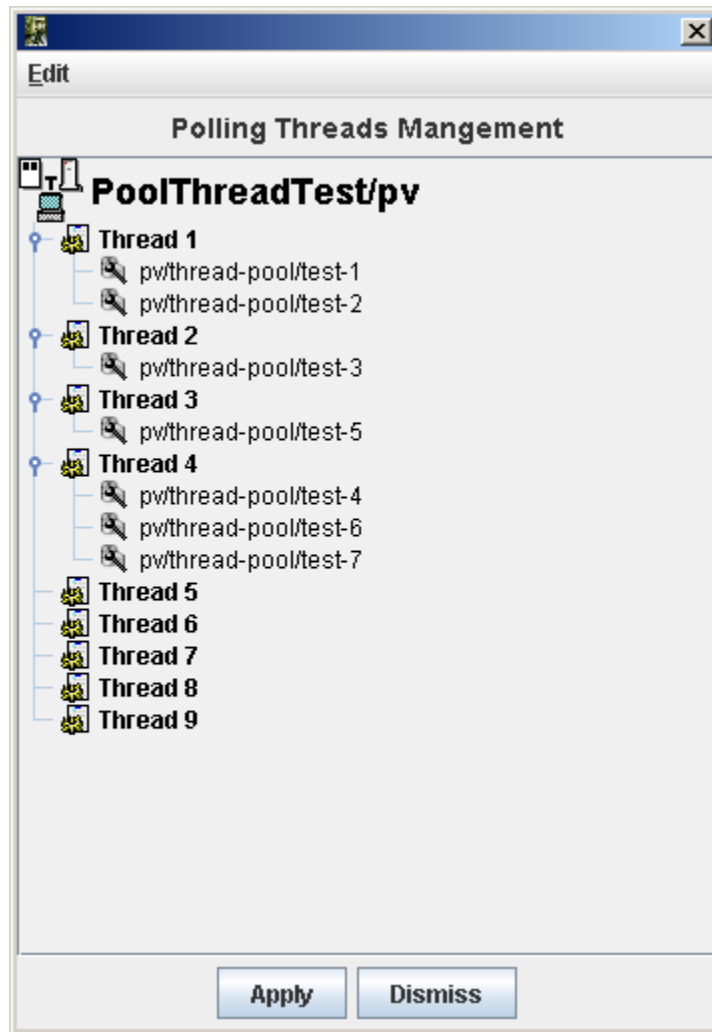 Edit
Polling Threads Mangement
PoolThreadTest/pv
Thread 1
pv/thread-pool/test-1
pv/thread-pool/test-2
Thread 2
pv/thread-pool/test-3
Thread 3
pv/thread-pool/test-5
Thread 4
pv/thread-pool/test-4
pv/thread-pool/test-6
pv/thread-pool/test-7
Thread 5
Thread 6
Thread 7
Thread 8
Thread 9
Apply Dismiss